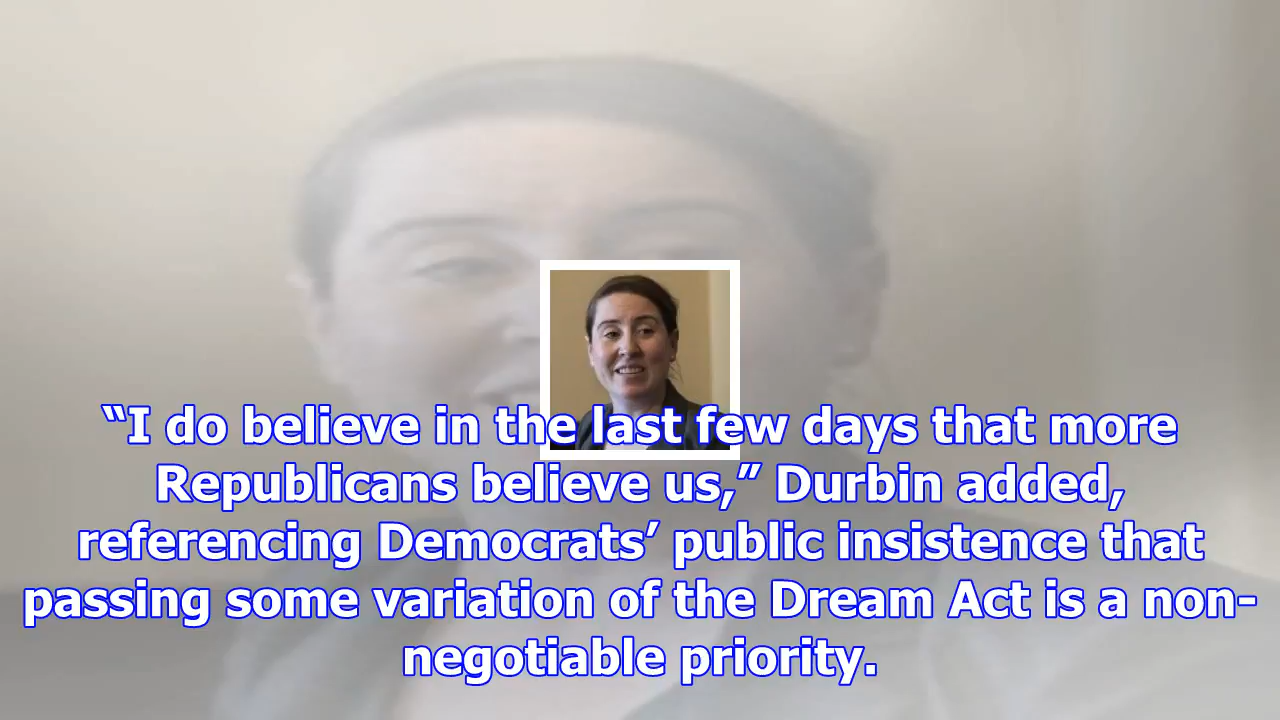 “I do believe in the last few days that more
Republicans believe us,” Durbin added,
referencing Democrats’ public insistence that
passing some variation of the Dream Act is a non-
negotiable priority.